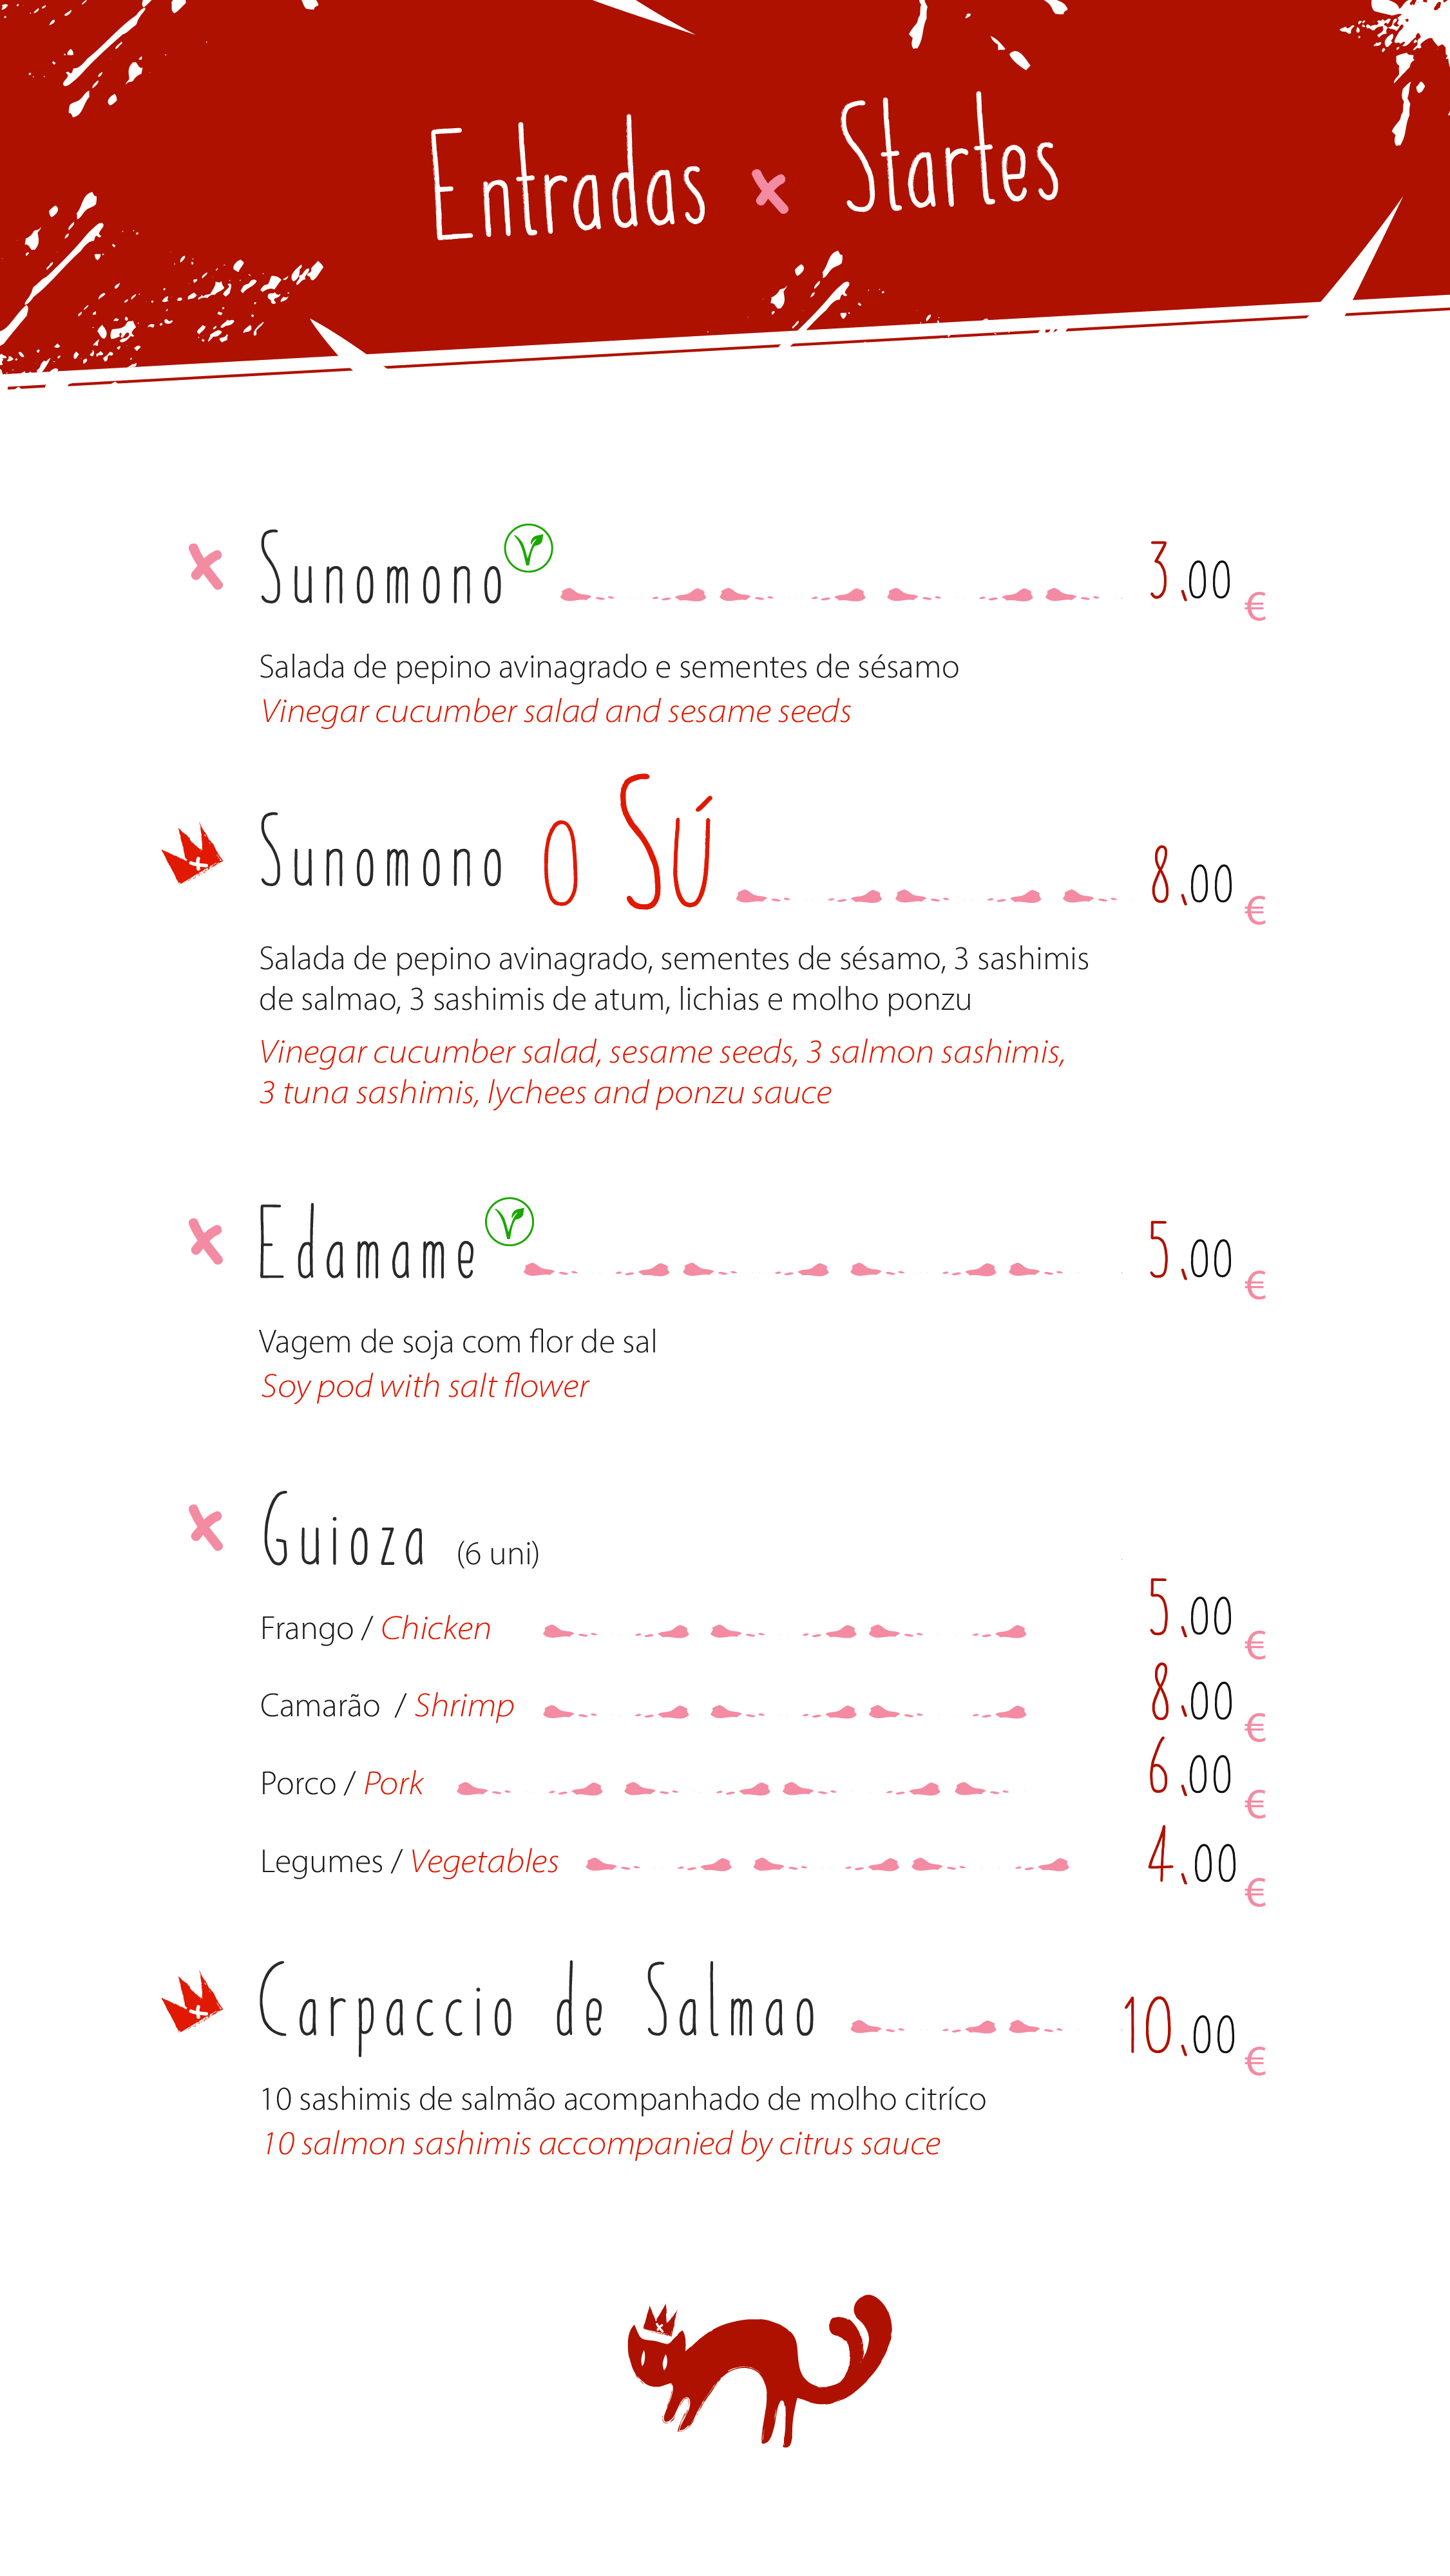 Entradas x Startes
Sunomono 3,00 €
Salada de pepino avinagrado e sementes de sésamo
Vinegar cucumber salad and sesame seeds
Sunomono o Sú 8,00 €
Salada de pepino avinagrado, sementes de sésamo, 3 sashimis
de salmao, 3 sashimis de atum, lichias e molho ponzu
Vinegar cucumber salad, sesame seeds, 3 salmon sashimis,
3 tuna sashimis, lychees and ponzu sauce
Edamame 5,00 €
Vagem de soja com flor de sal
Soy pod with salt flower
Guioza (6 uni)
Frango / Chicken 5,00 €
Camarão / Shrimp 8,00 €
Porco / Pork 6,00 €
Legumes / Vegetables 4,00 €
Carpaccio de Salmao 10,00 €
10 sashimis de salmão acompanhado de molho citríco
10 salmon sashimis accompanied by citrus sauce